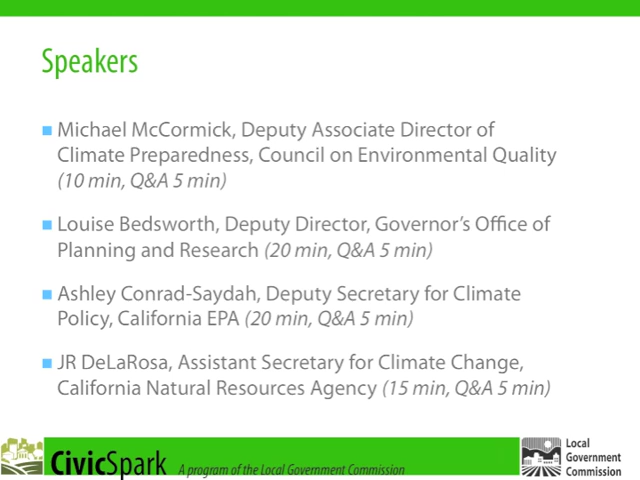 Speakers
Michael McCormick, Deputy Associate Director of
Climate Preparedness, Council on Environmental Quality
(10 min, Q&A 5 min)
Louise Bedsworth, Deputy Director, Governor’s Office of
Planning and Research (20 min, Q&A 5 min)
Ashley Conrad-Saydah, Deputy Secretary for Climate
Policy, California EPA (20 min, Q&A 5 min)
JR DeLaRosa, Assistant Secretary for Climate Change,
California Natural Resources Agency (15 min, Q&A 5 min)
CivicSpark A program of the Local Government Commission
Local
Government
Commission